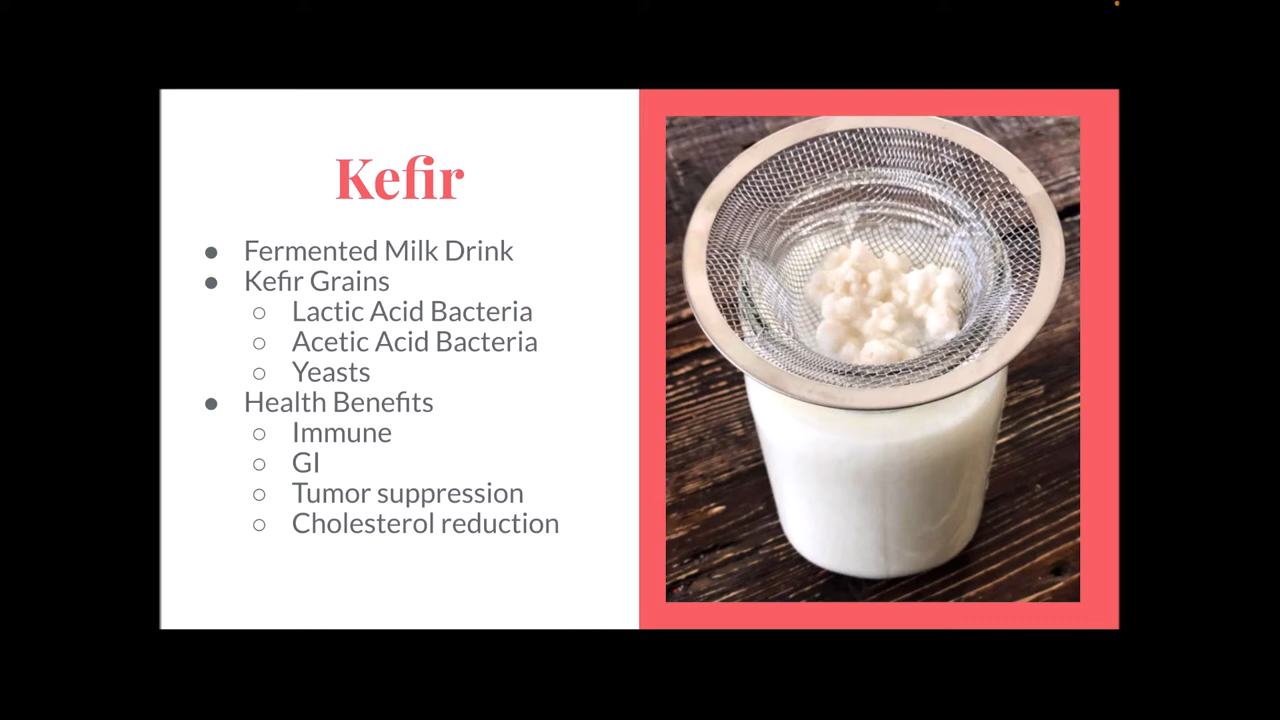 Kefir
● Fermented Milk Drink
● Kefir Grains
○ Lactic Acid Bacteria
○ Acetic Acid Bacteria
○ Yeasts
● Health Benefits
○ Immune
○ GI
○ Tumor suppression
○ Cholesterol reduction